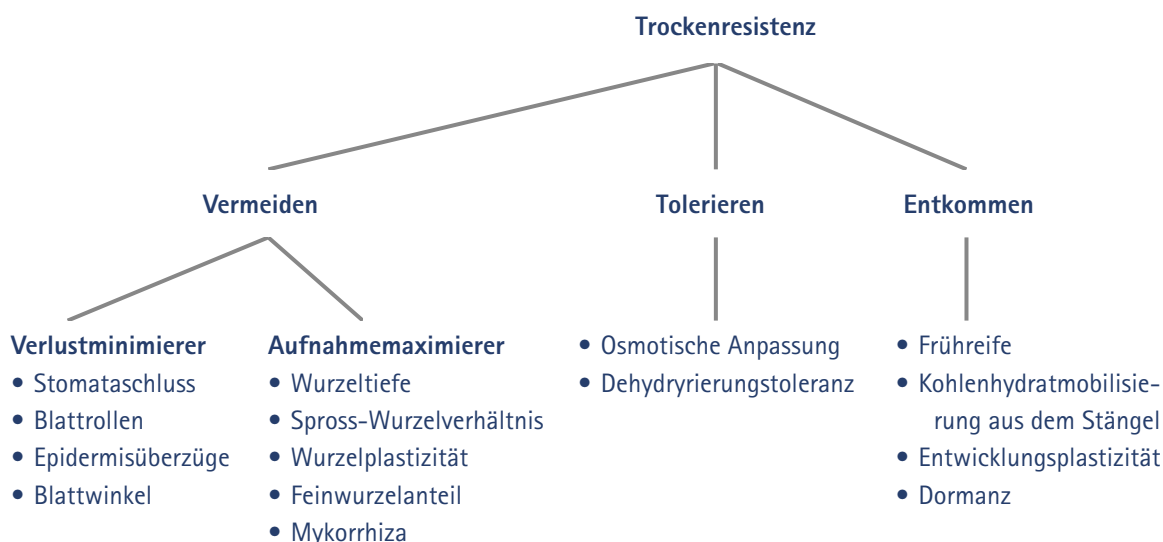 Trockenresistenz
Vermeiden
Tolerieren
Entkommen
Verlustminimierer
• Stomataschluss
• Blattrollen
• Epidermisüberzüge
• Blattwinkel
Aufnahmemaximierer
• Wurzeltiefe
• Spross-Wurzelverhältnis
• Wurzelplastizität
• Feinwurzelanteil
• Mykorrhiza
• Osmotische Anpassung
• Dehydryrierungstoleranz
• Frühreife
• Kohlenhydratmobilisie-
rung aus dem Stängel
• Entwicklungsplastizität
• Dormanz